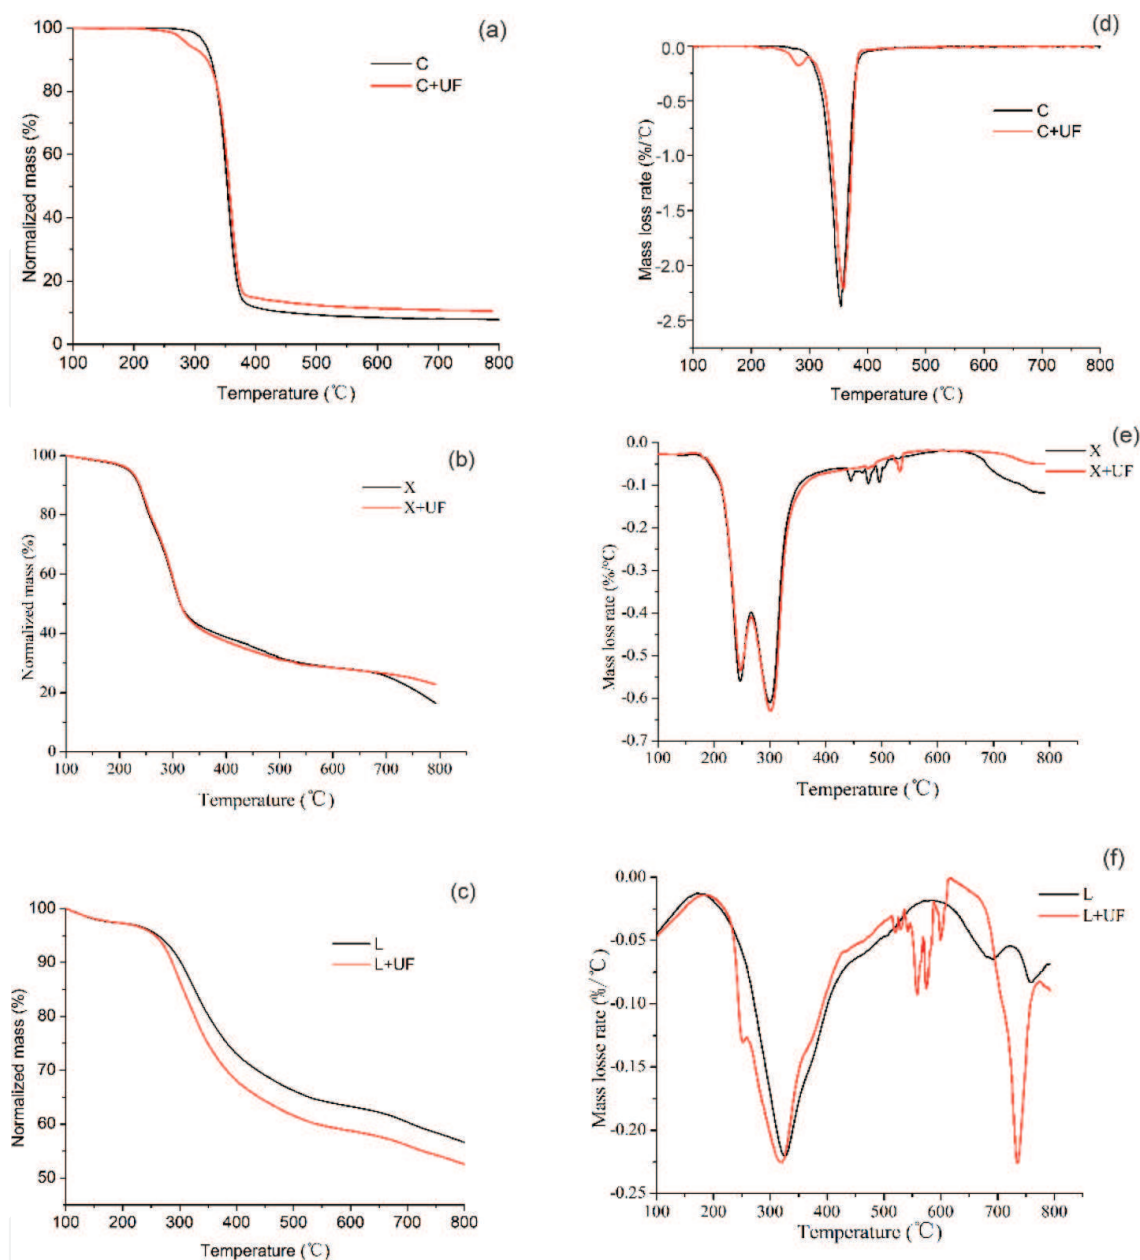 (a)
100
80
60
40
20
0
Normalized mass (%)
C
C+UF
100 200 300 400 500 600 700 800
Temperature (℃)
(d)
0.0
-0.5
-1.0
-1.5
-2.0
-2.5
Mass loss rate (%/℃)
C
C+UF
100 200 300 400 500 600 700 800
Temperature (℃)
(b)
100
80
60
40
20
0
Normalized mass (%)
X
X+UF
100 200 300 400 500 600 700 800
Temperature (℃)
(e)
0.0
-0.1
-0.2
-0.3
-0.4
-0.5
-0.6
-0.7
Mass loss rate (%/°C)
X
X+UF
100 200 300 400 500 600 700 800
Temperature (℃)
(c)
100
90
80
70
60
50
Normalized mass (%)
L
L+UF
100 200 300 400 500 600 700 800
Temperature (℃)
(f)
0.00
-0.05
-0.10
-0.15
-0.20
-0.25
Mass losse rate (%/℃)
L
L+UF
100 200 300 400 500 600 700 800
Temperature (℃)